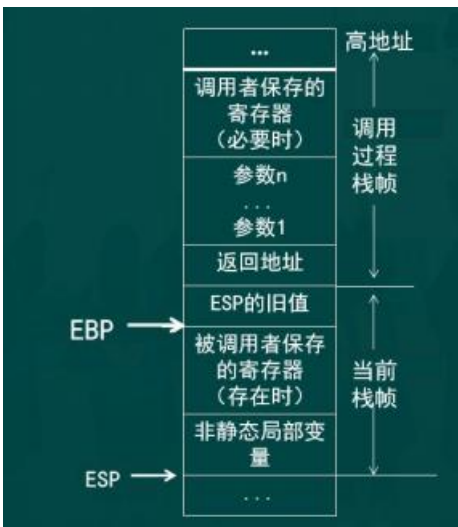 ...
高地址
调用者保存的
寄存器
（必要时）
调用
过程
栈帧
参数n
...
参数1
返回地址
ESP的旧值
EBP
被调用者保存
的寄存器
（存在时）
当前
栈帧
非静态局部变
量
ESP
...